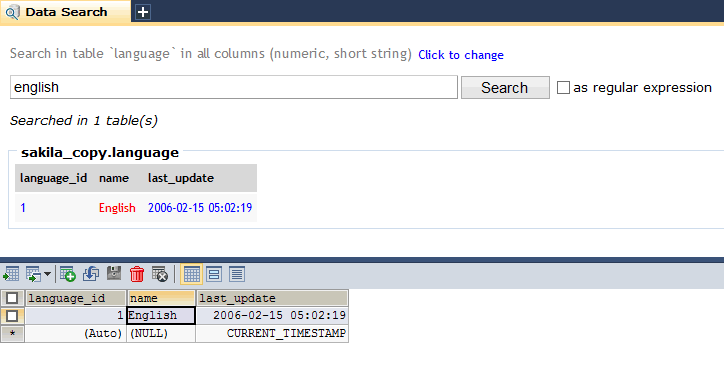 Data Search
Search in table `language` in all columns (numeric, short string) Click to change
english Search as regular expression
Searched in 1 table(s)
sakila_copy.language
language_id name last_update
1 English 2006-02-15 05:02:19
language_id name last_update
1 English 2006-02-15 05:02:19
* (Auto) (NULL) CURRENT_TIMESTAMP